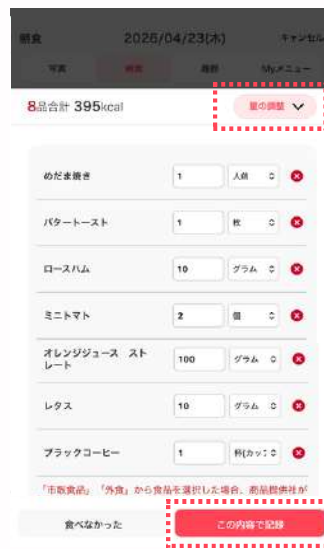 朝食 2026/04/23(木) キャンセル
写真 検索 履歴 Myメニュー
8品合計 395kcal 量の調整
めだま焼き 1 人前
バタートースト 1 枚
ロースハム 10 グラム
ミニトマト 2 個
オレンジジュース スト
レート 100 グラム
レタス 10 グラム
ブラックコーヒー 1 杯(カップ:
「市販食品」「外食」から食品を選択した場合、商品提供社が
食べなかった この内容で記録